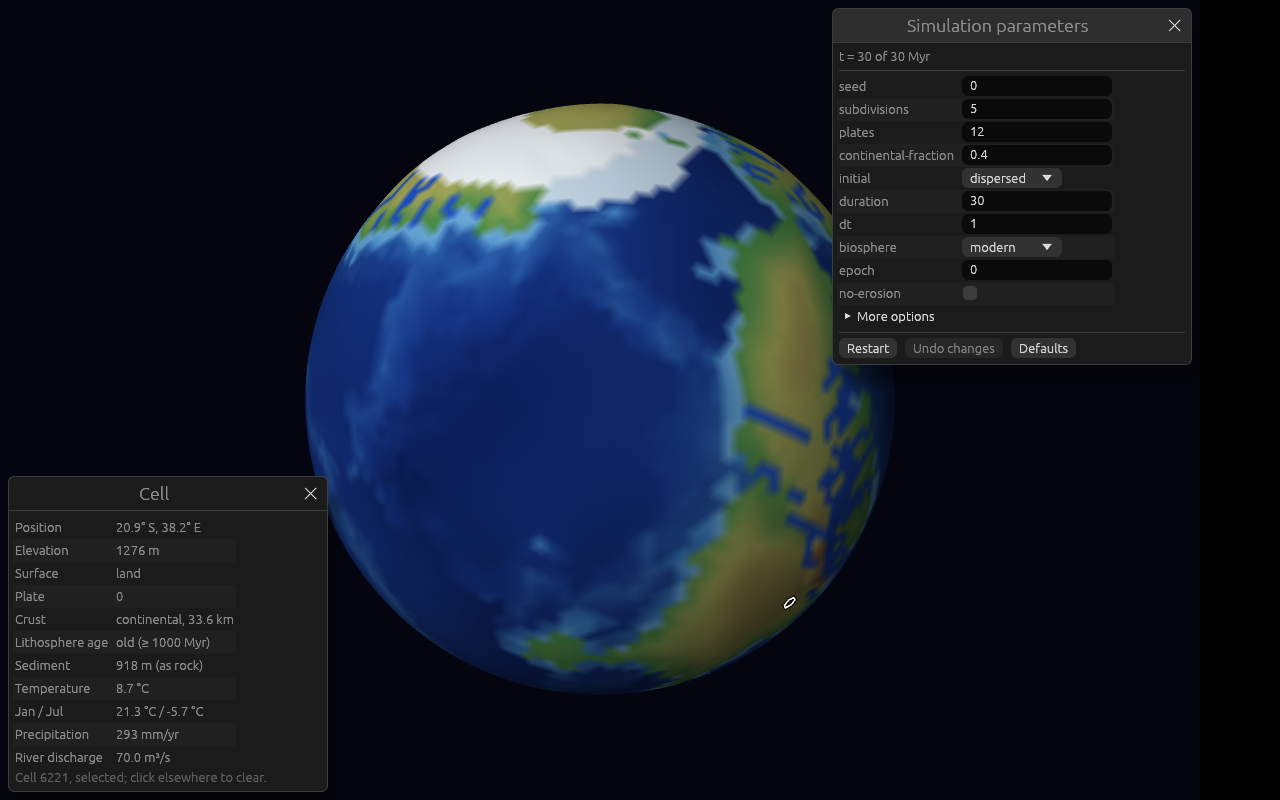 Simulation parameters
t = 30 of 30 Myr
seed 0
subdivisions 5
plates 12
continental-fraction 0.4
initial dispersed
duration 30
dt 1
biosphere modern
epoch 0
no-erosion
More options
Restart Undo changes Defaults
Cell
Position 20.9° S, 38.2° E
Elevation 1276 m
Surface land
Plate 0
Crust continental, 33.6 km
Lithosphere age old (≥ 1000 Myr)
Sediment 918 m (as rock)
Temperature 8.7 °C
Jan / Jul 21.3 °C / -5.7 °C
Precipitation 293 mm/yr
River discharge 70.0 m³/s
Cell 6221, selected; click elsewhere to clear.